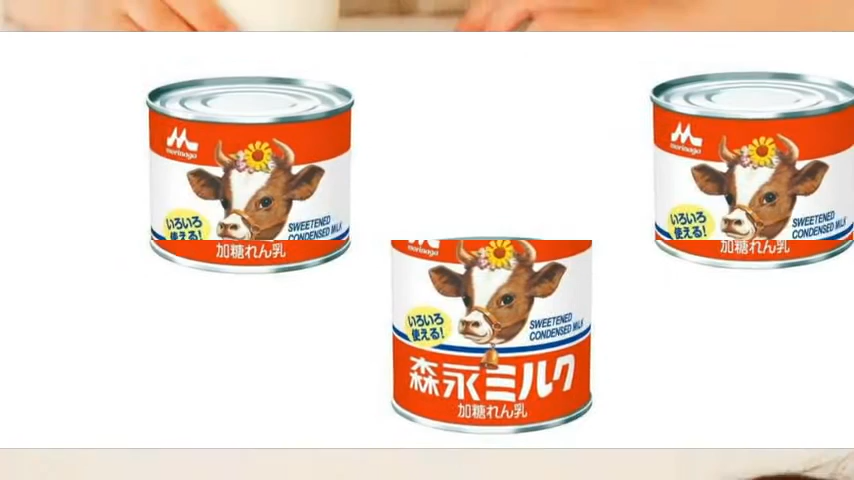 morinaga
いろいろ
使える!
SWEETENED
CONDENSED MILK
加糖れん乳
morinaga
いろいろ
使える!
SWEETENED
CONDENSED MILK
加糖れん乳
morinaga
いろいろ
使える!
SWEETENED
CONDENSED MILK
森永ミルク
加糖れん乳